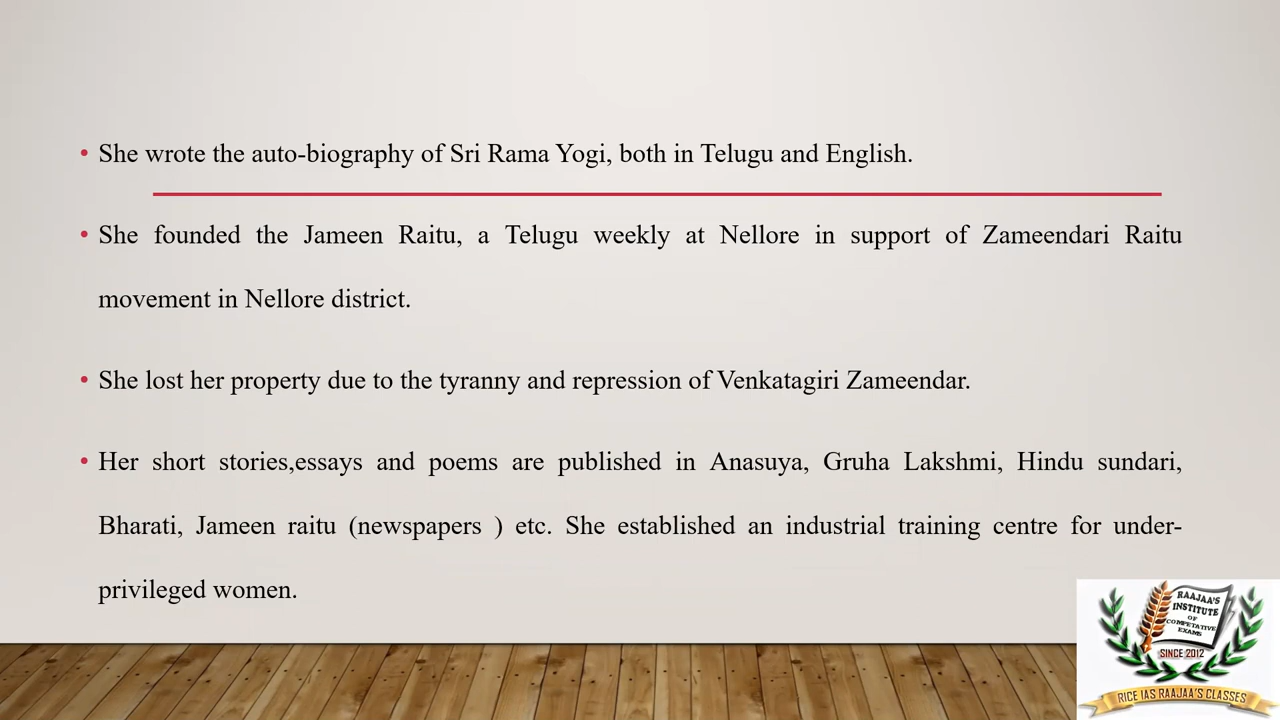 • She wrote the auto-biography of Sri Rama Yogi, both in Telugu and English.
• She founded the Jameen Raitu, a Telugu weekly at Nellore in support of Zameendari Raitu
movement in Nellore district.
• She lost her property due to the tyranny and repression of Venkatagiri Zameendar.
• Her short stories,essays and poems are published in Anasuya, Gruha Lakshmi, Hindu sundari,
Bharati, Jameen raitu (newspapers ) etc. She established an industrial training centre for under-
privileged women.
RAAJAA'S
INSTITUTE
OF
COMPETATIVE
EXAMS
SINCE 2012
RICE IAS RAAJAA'S CLASSES